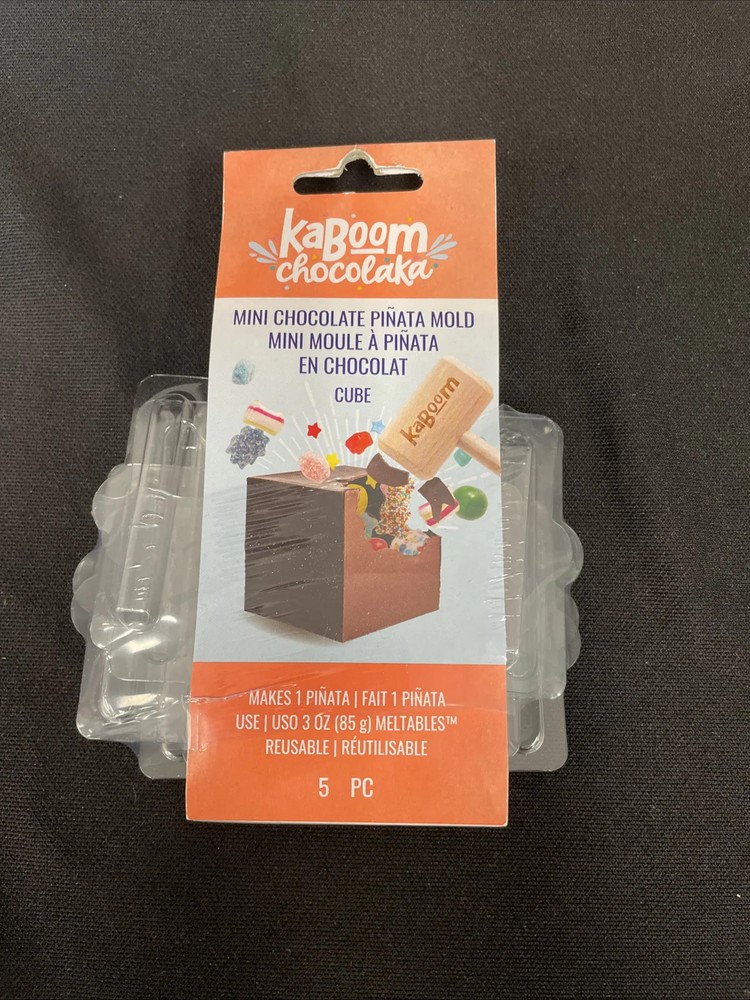 kaBoom
chocolaka
MINI CHOCOLATE PIÑATA MOLD
MINI MOULE À PIÑATA
EN CHOCOLAT
CUBE
kaBoom
MAKES 1 PIÑATA | FAIT 1 PIÑATA
USE | USO 3 OZ (85 g) MELTABLES™
REUSABLE | RÉUTILISABLE
5 PC